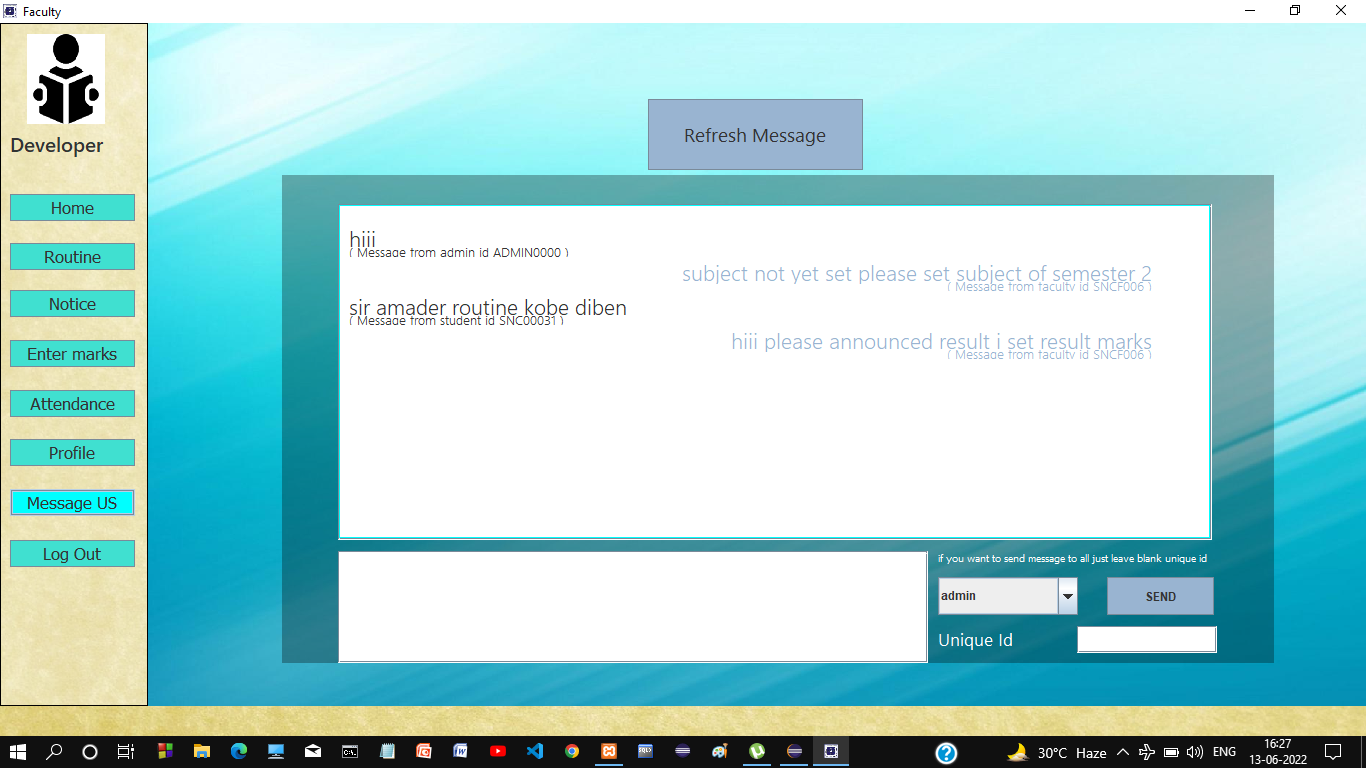 Faculty
Developer
Home
Routine
Notice
Enter marks
Attendance
Profile
Message US
Log Out
Refresh Message
hiii
( Message from admin id ADMIN0000 )
subject not yet set please set subject of semester 2
( Message from faculty id SNCF006 )
sir amader routine kobe diben
( Message from student id SNC00031 )
hiii please announced result i set result marks
( Message from faculty id SNCF006 )
if you want to send message to all just leave blank unique id
admin
SEND
Unique Id
30°C Haze
ENG
16:27
13-06-2022